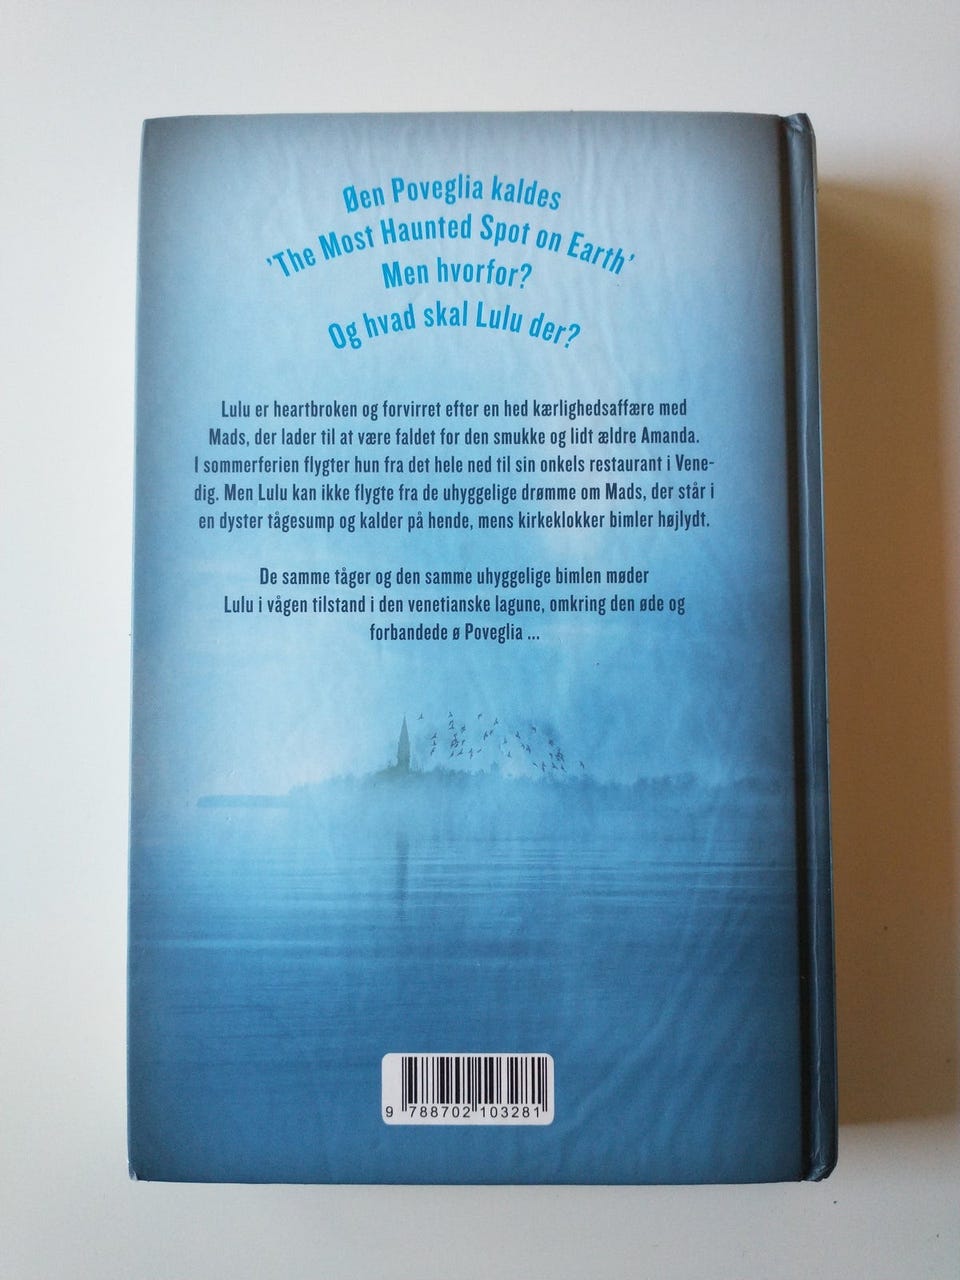 Øen Poveglia kaldes
'The Most Haunted Spot on Earth'
Men hvorfor?
Og hvad skal Lulu der?
Lulu er heartbroken og forvirret efter en hed kærlighedsaffære med
Mads, der lader til at være faldet for den smukke og lidt ældre Amanda.
I sommerferien flygter hun fra det hele ned til sin onkels restaurant i Vene-
dig. Men Lulu kan ikke flygte fra de uhyggelige drømme om Mads, der står i
en dyster tågesump og kalder på hende, mens kirkeklokker bimler højlydt.
De samme tåger og den samme uhyggelige bimlen møder
Lulu i vågen tilstand i den venetianske lagune, omkring den øde og
forbandede ø Poveglia ...
9 788702 103281